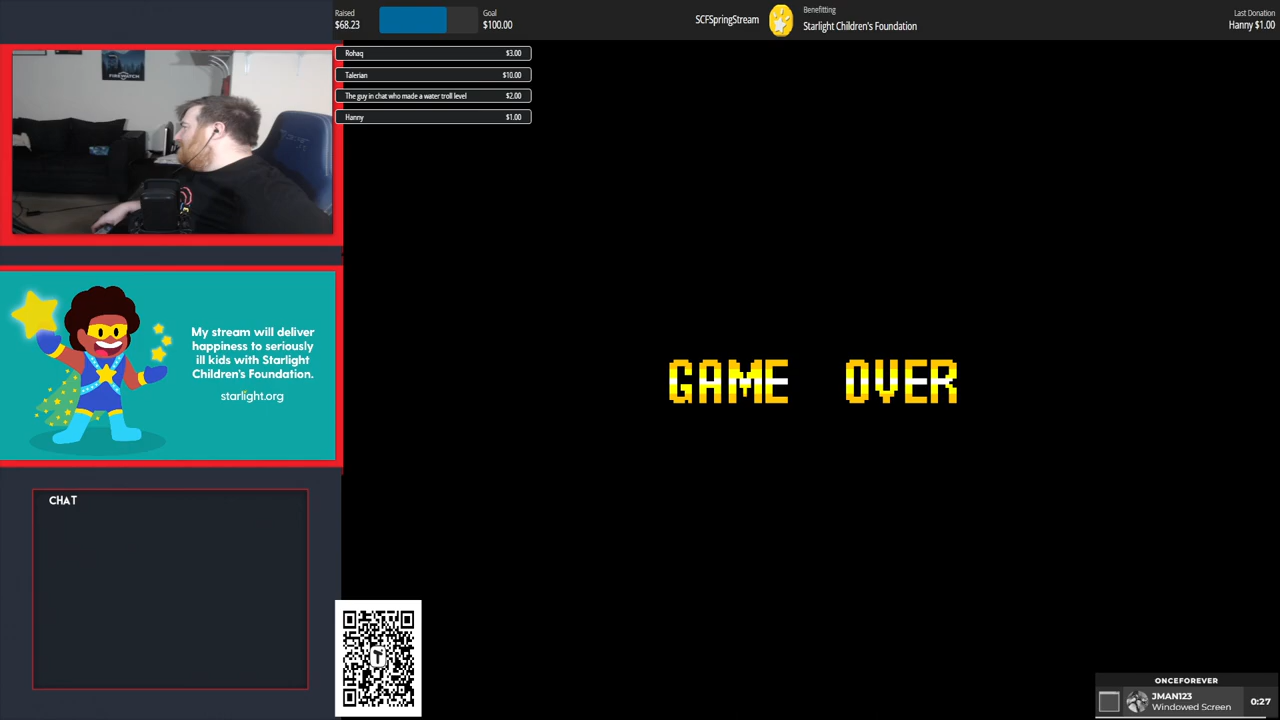 Raised
$68.23
Goal
$100.00
SCFSpringStream
Benefitting
Starlight Children's Foundation
Last Donation
Hanny $1.00
Rohaq $3.00
Talerian $10.00
The guy in chat who made a water troll level $2.00
Hanny $1.00
FIREWATCH
My stream will deliver
happiness to seriously
ill kids with Starlight
Children's Foundation.
starlight.org
GAME OVER
CHAT
T
ONCEFOREVER
JMAN123
Windowed Screen
0:27